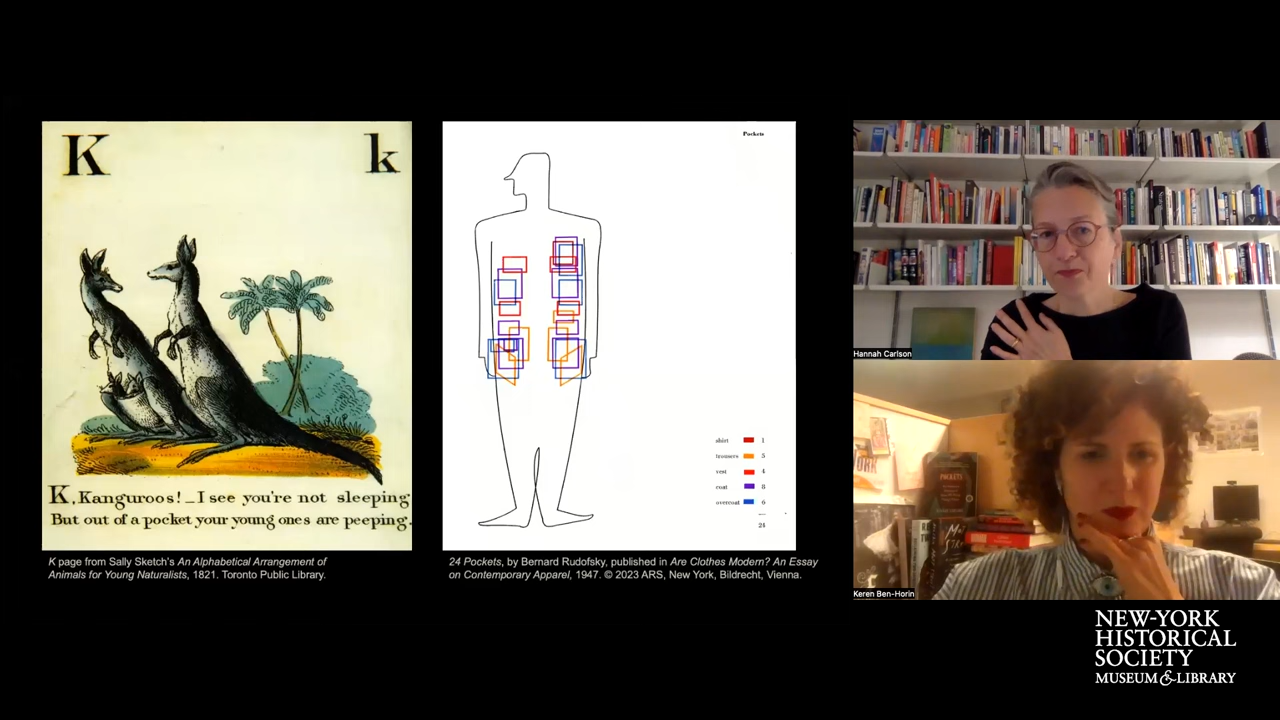 K k
K, Kanguroos! _ I see you're not sleeping
But out of a pocket your young ones are peeping.
K page from Sally Sketch's An Alphabetical Arrangement of
Animals for Young Naturalists, 1821. Toronto Public Library.
Pockets
shirt 1
trousers 5
vest 4
coat 8
overcoat 6
24
24 Pockets, by Bernard Rudofsky, published in Are Clothes Modern? An Essay
on Contemporary Apparel, 1947. © 2023 ARS, New York, Bildrecht, Vienna.
Hannah Carlson
POCKETS
Keren Ben-Horin
NEW-YORK
HISTORICAL
SOCIETY
MUSEUM & LIBRARY